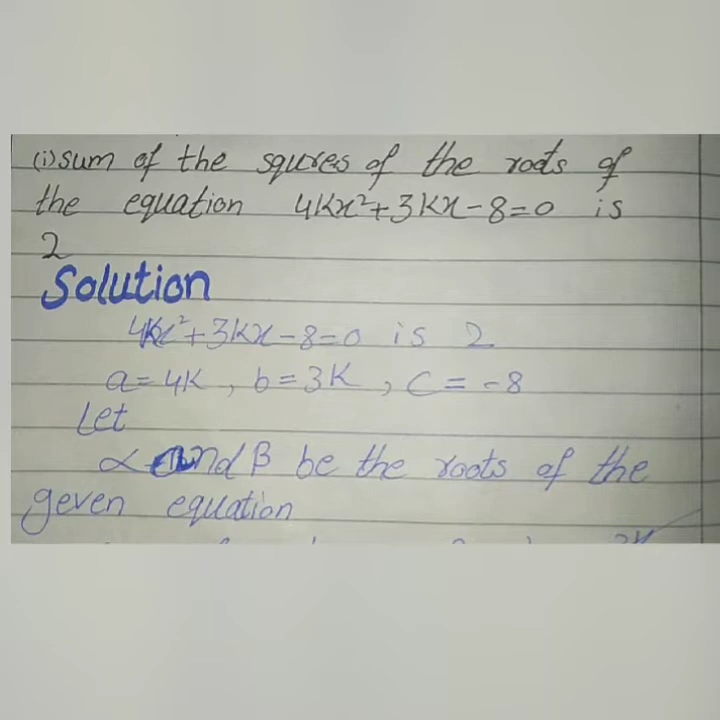 (i) sum of the squres of the roots of
the equation 4Kx²+3Kx-8=0 is
2
Solution
4Kx²+3Kx-8=0 is 2
a=4K, b=3K, C=-8
Let
α and β be the roots of the
geven equation